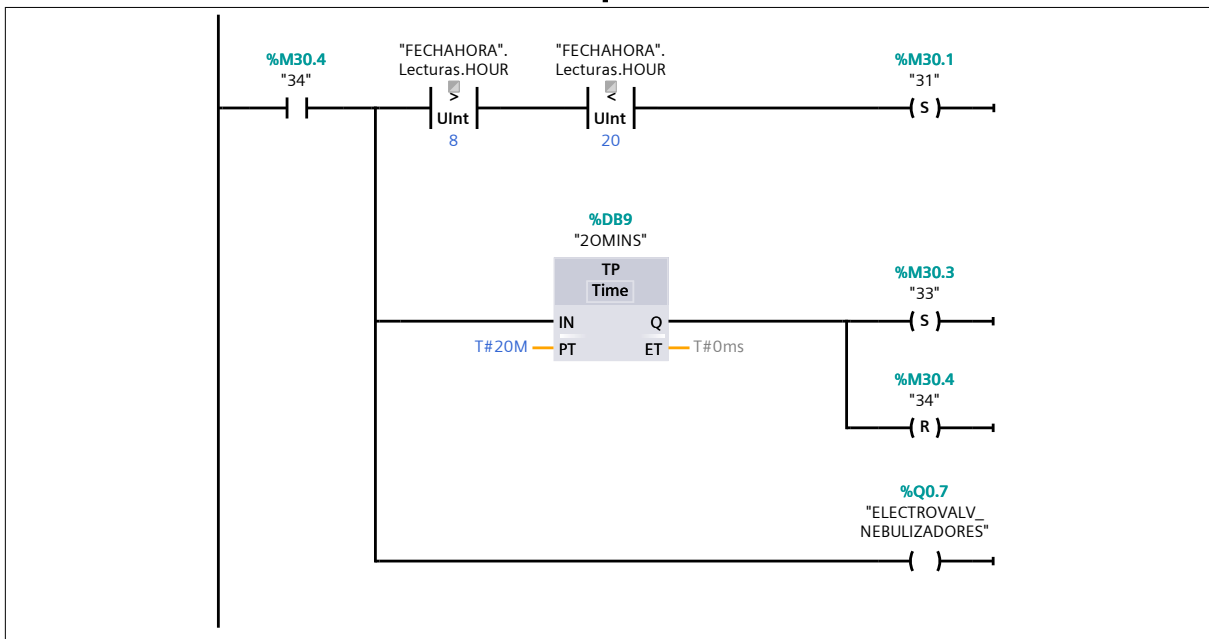 %M30.4
"34"
"FECHAHORA".
Lecturas.HOUR
>
UInt
8
"FECHAHORA".
Lecturas.HOUR
<
UInt
20
%M30.1
"31"
( S )
%DB9
"2OMINS"
TP
Time
IN
Q
T#20M
PT
ET
T#0ms
%M30.3
"33"
( S )
%M30.4
"34"
( R )
%Q0.7
"ELECTROVALV_
NEBULIZADORES"
( )